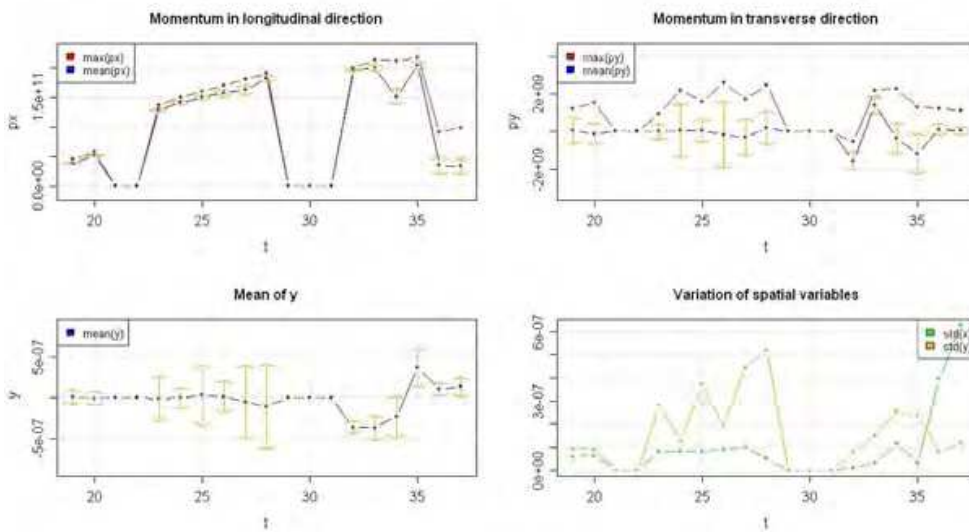 Momentum in longitudinal direction
max(px)
mean(px)
px
0.0e+00
1.5e+11
20
25
30
35
t
Momentum in transverse direction
max(py)
mean(py)
py
-2e+09
2e+09
20
25
30
35
t
Mean of y
mean(y)
y
-5e-07
5e-07
20
25
30
35
t
Variation of spatial variables
std(x)
std(y)
0e+00
3e-07
6e-07
20
25
30
35
t